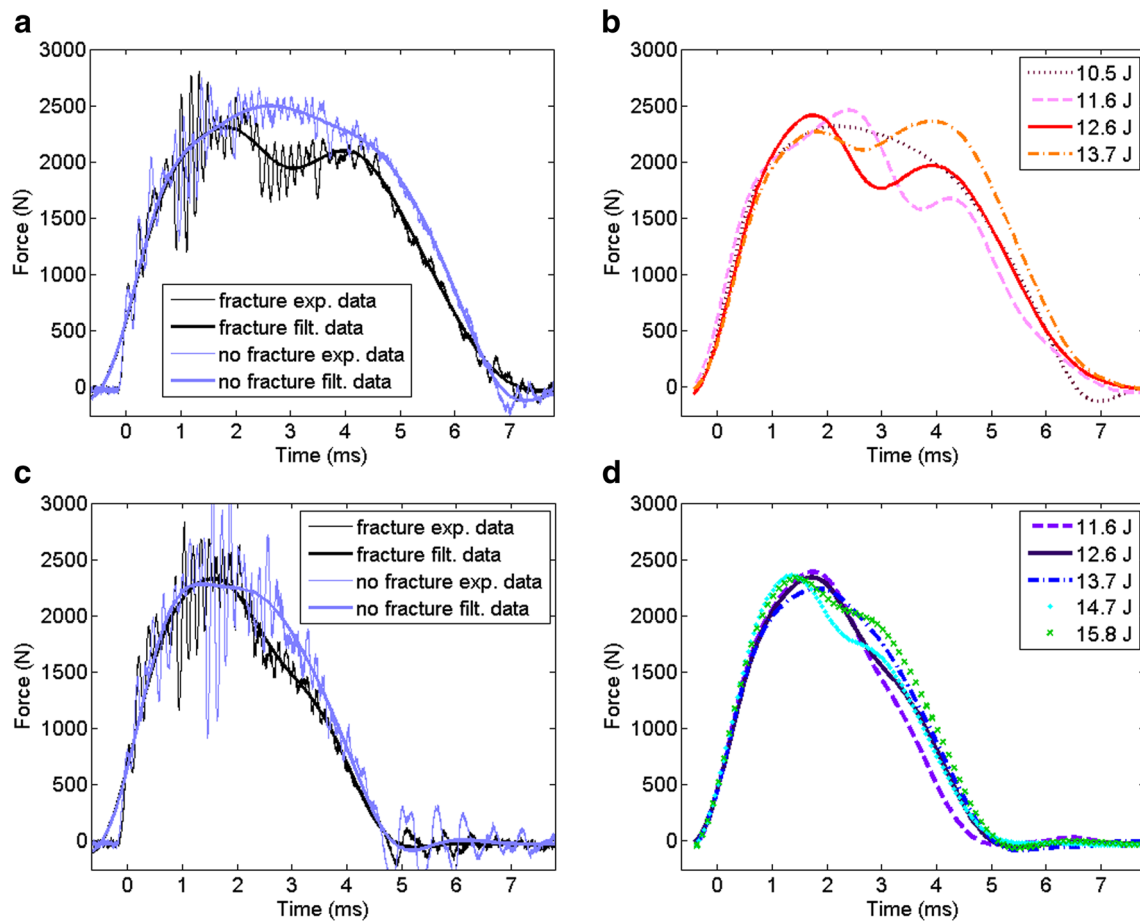 a
3000
2500
2000
1500
1000
500
0
Force (N)
fracture exp. data
fracture filt. data
no fracture exp. data
no fracture filt. data
0 1 2 3 4 5 6 7
Time (ms)
b
3000
2500
2000
1500
1000
500
0
Force (N)
10.5 J
11.6 J
12.6 J
13.7 J
0 1 2 3 4 5 6 7
Time (ms)
c
3000
2500
2000
1500
1000
500
0
Force (N)
fracture exp. data
fracture filt. data
no fracture exp. data
no fracture filt. data
0 1 2 3 4 5 6 7
Time (ms)
d
3000
2500
2000
1500
1000
500
0
Force (N)
11.6 J
12.6 J
13.7 J
14.7 J
15.8 J
0 1 2 3 4 5 6 7
Time (ms)